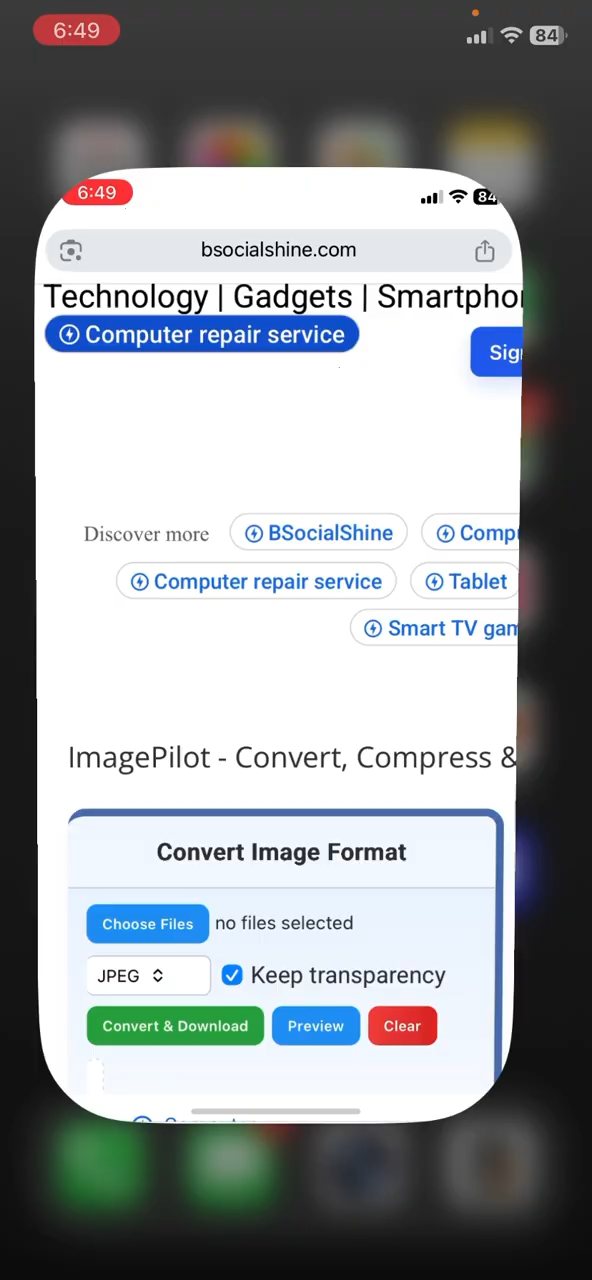 6:49
84
6:49
84
bsocialshine.com
Technology | Gadgets | Smartpho
Computer repair service
Sig
Discover more
BSocialShine
Comp
Computer repair service
Tablet
Smart TV gam
ImagePilot - Convert, Compress &
Convert Image Format
Choose Files no files selected
JPEG
Keep transparency
Convert & Download
Preview
Clear